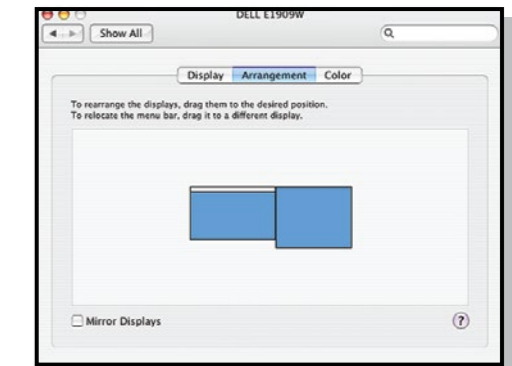 DELL E1909W
Show All
Display Arrangement Color
To rearrange the displays, drag them to the desired position.
To relocate the menu bar, drag it to a different display.
Mirror Displays
?